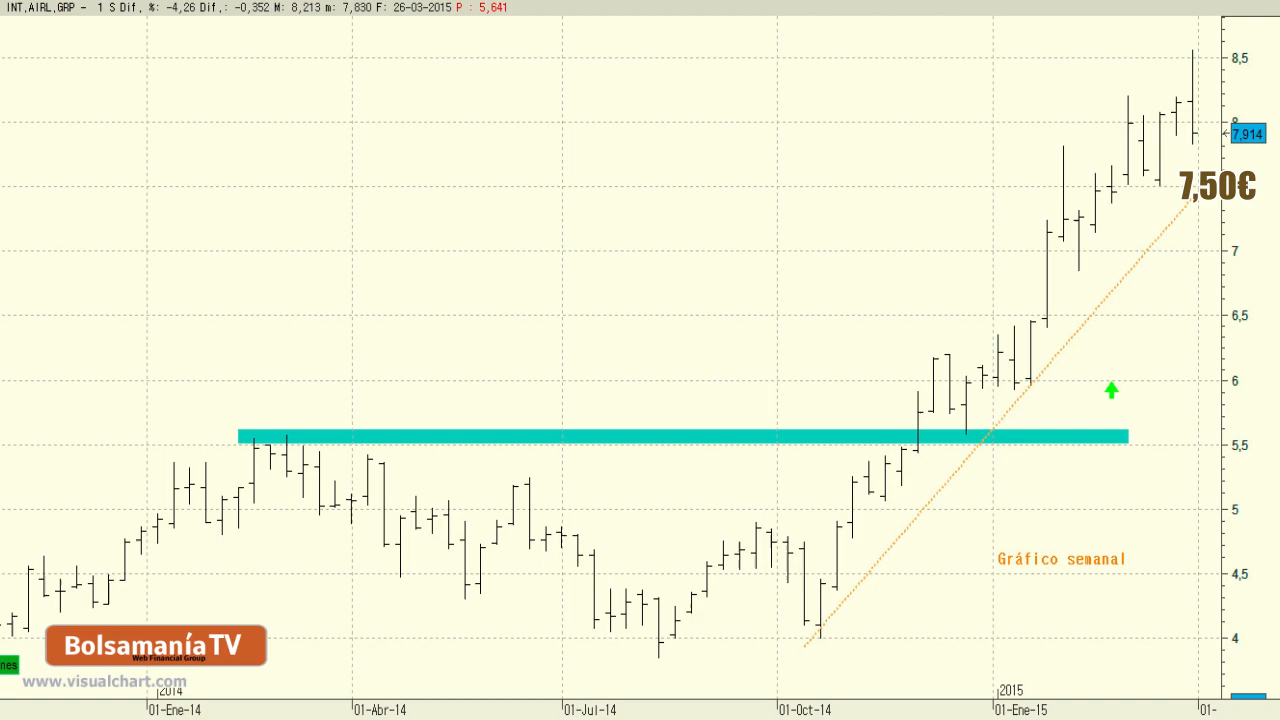 INT,AIRL,GRP - 1 S Dif, %: -4,26 Dif,: -0,352 M: 8,213 m: 7,830 F: 26-03-2015 P : 5,641
8,5
8
7,914
7,50€
7
6,5
6
5,5
5
Gráfico semanal
4,5
4
Bolsamanía TV
Web Financial Group
nes
www.visualchart.com
2014
2015
01-Ene-14
01-Abr-14
01-Jul-14
01-Oct-14
01-Ene-15
01-